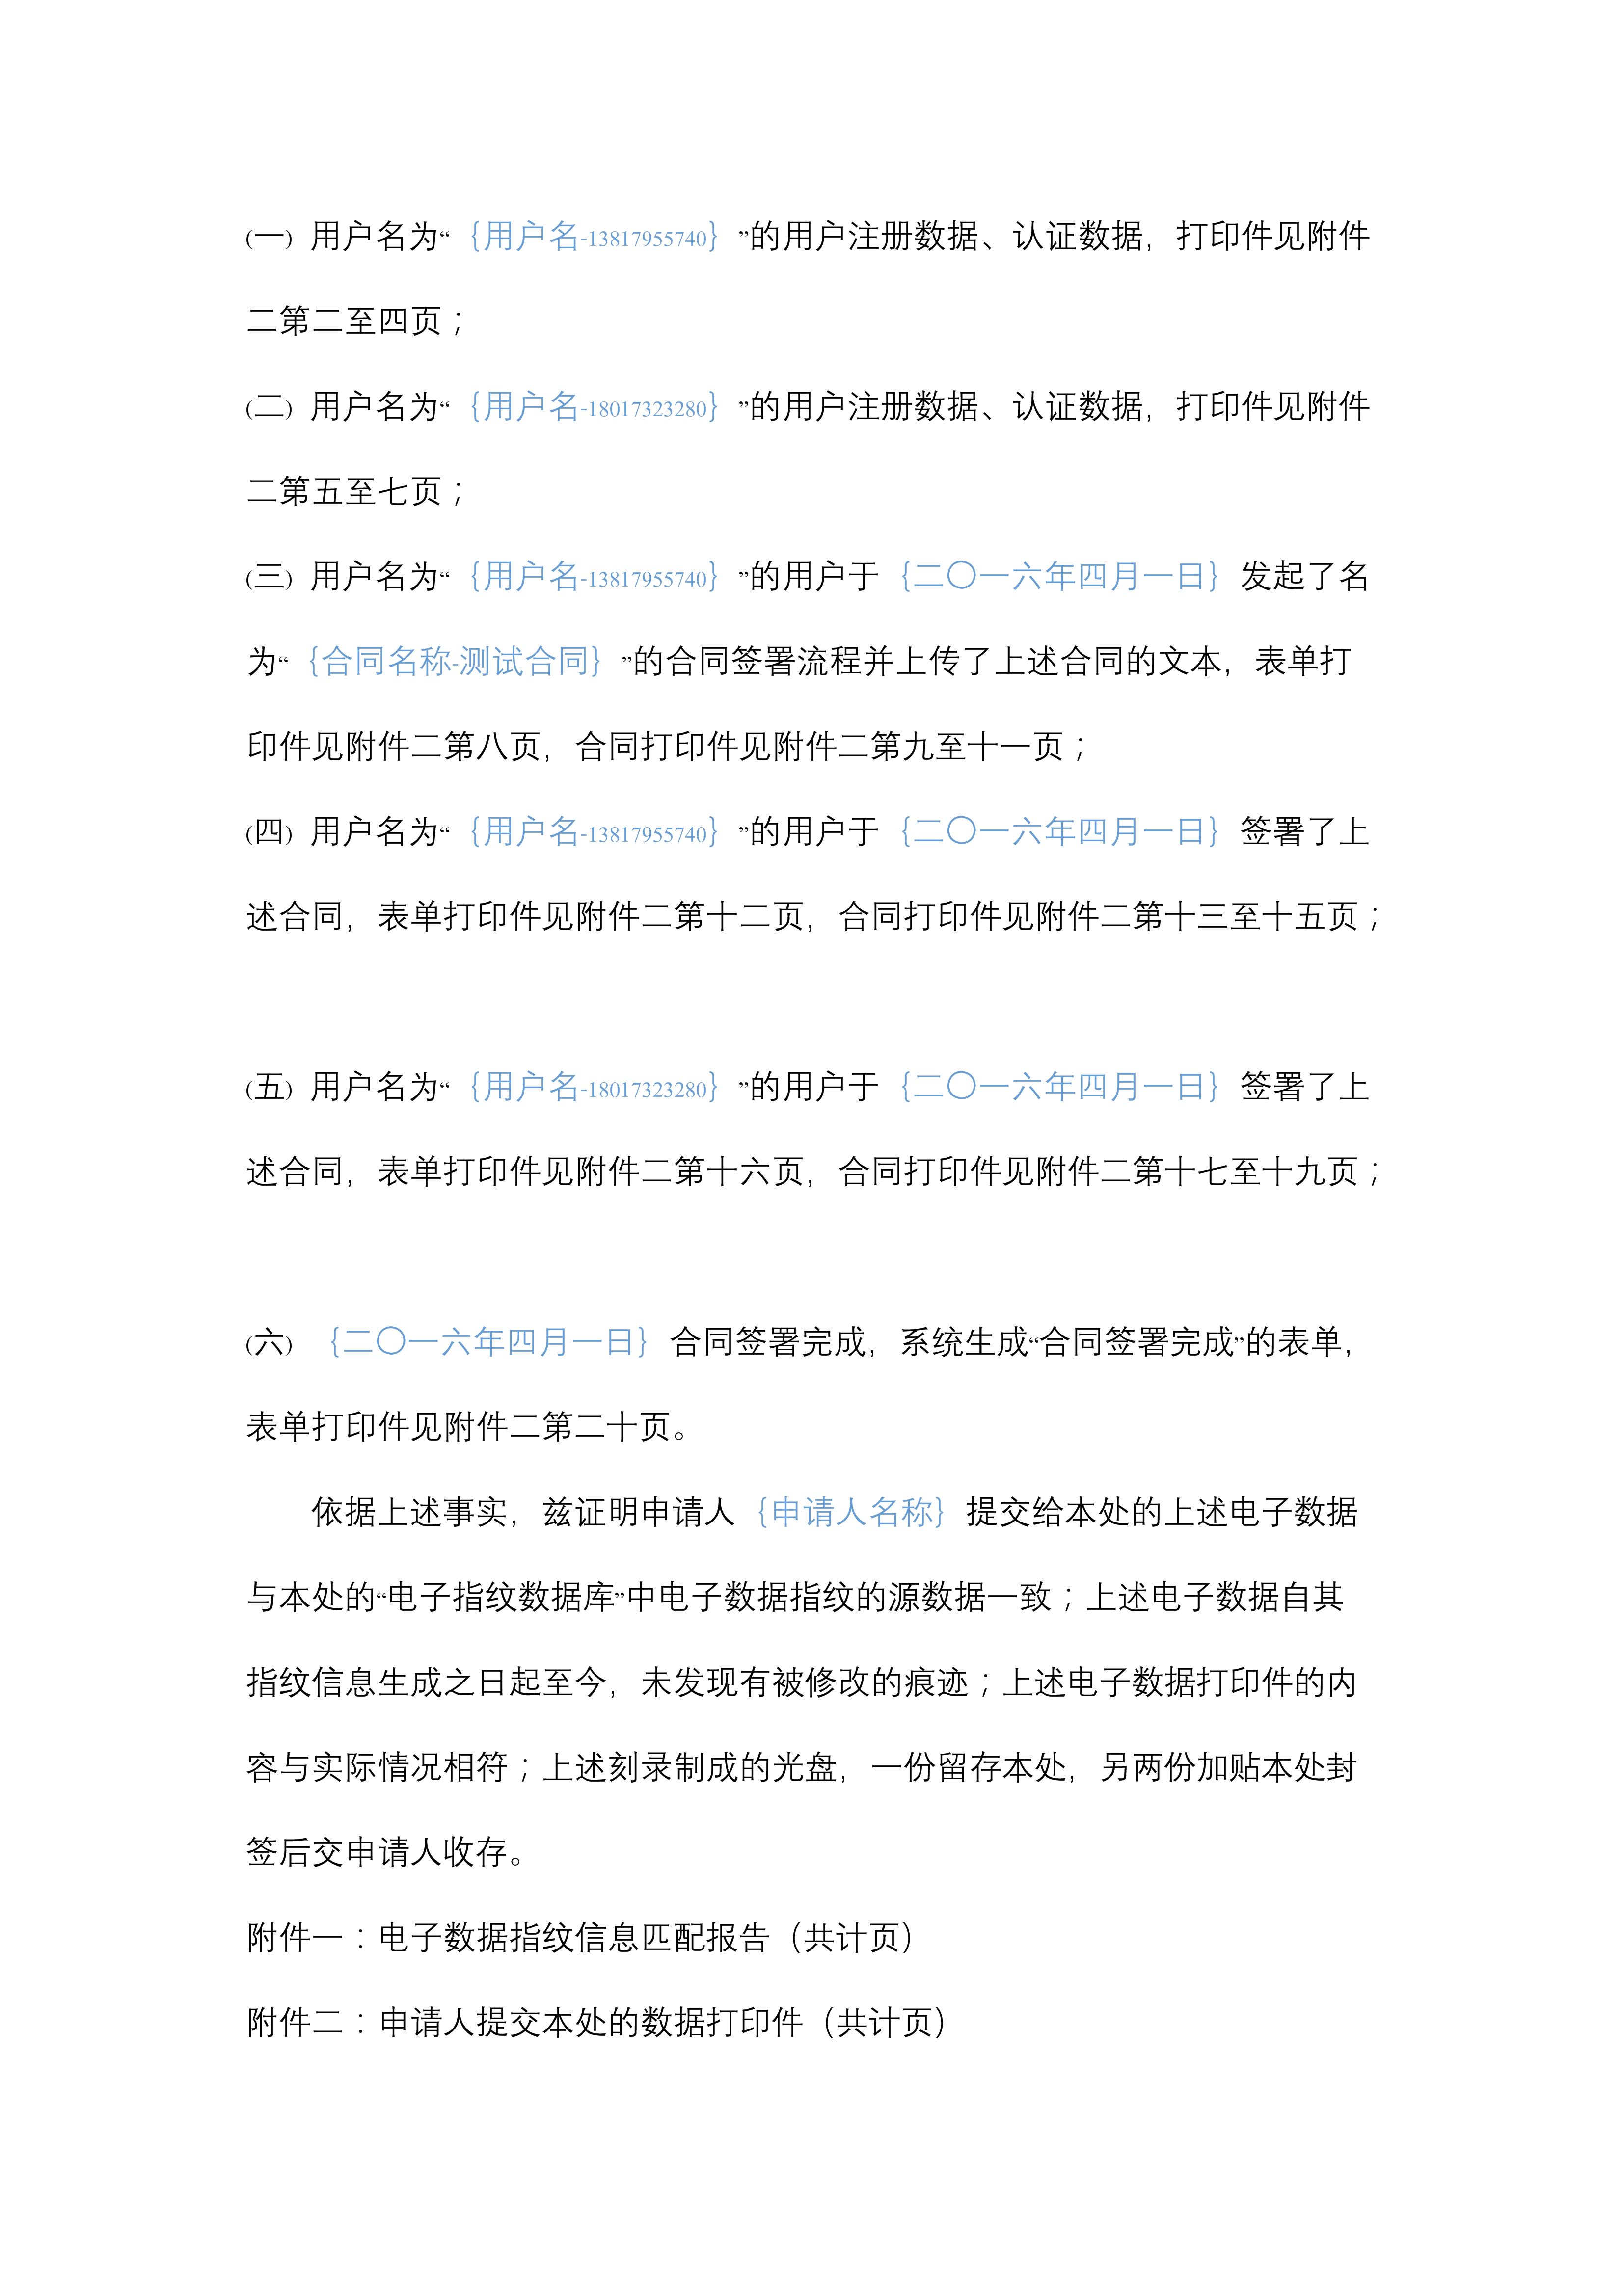 (一) 用户名为“｛用户名-13817955740｝”的用户注册数据、认证数据，打印件见附件
二第二至四页；
(二) 用户名为“｛用户名-18017323280｝”的用户注册数据、认证数据，打印件见附件
二第五至七页；
(三) 用户名为“｛用户名-13817955740｝”的用户于｛二〇一六年四月一日｝发起了名
为“｛合同名称-测试合同｝”的合同签署流程并上传了上述合同的文本，表单打
印件见附件二第八页，合同打印件见附件二第九至十一页；
(四) 用户名为“｛用户名-13817955740｝”的用户于｛二〇一六年四月一日｝签署了上
述合同，表单打印件见附件二第十二页，合同打印件见附件二第十三至十五页；
(五) 用户名为“｛用户名-18017323280｝”的用户于｛二〇一六年四月一日｝签署了上
述合同，表单打印件见附件二第十六页，合同打印件见附件二第十七至十九页；
(六) ｛二〇一六年四月一日｝合同签署完成，系统生成“合同签署完成”的表单，
表单打印件见附件二第二十页。
依据上述事实，兹证明申请人｛申请人名称｝提交给本处的上述电子数据
与本处的“电子指纹数据库”中电子数据指纹的源数据一致；上述电子数据自其
指纹信息生成之日起至今，未发现有被修改的痕迹；上述电子数据打印件的内
容与实际情况相符；上述刻录制成的光盘，一份留存本处，另两份加贴本处封
签后交申请人收存。
附件一：电子数据指纹信息匹配报告（共计页）
附件二：申请人提交本处的数据打印件（共计页）